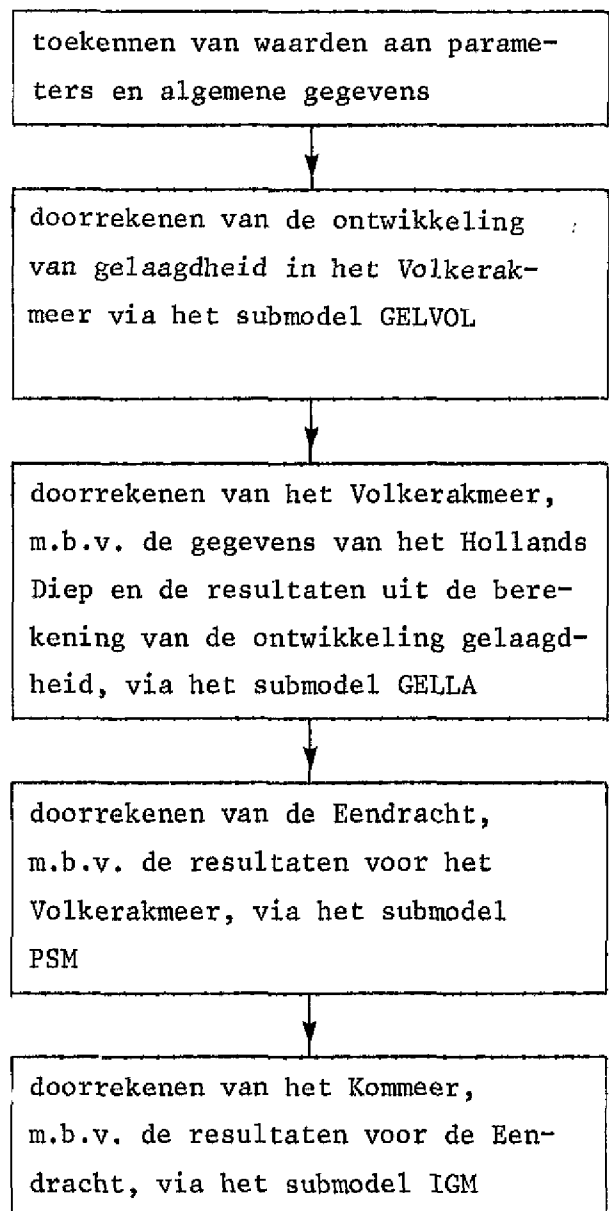 toekennen van waarden aan parame-
ters en algemene gegevens
doorrekenen van de ontwikkeling
van gelaagdheid in het Volkerak-
meer via het submodel GELVOL
doorrekenen van het Volkerakmeer,
m.b.v. de gegevens van het Hollands
Diep en de resultaten uit de bere-
kening van de ontwikkeling gelaagd-
heid, via het submodel GELLA
doorrekenen van de Eendracht,
m.b.v. de resultaten voor het
Volkerakmeer, via het submodel
PSM
doorrekenen van het Kommeer,
m.b.v. de resultaten voor de Een-
dracht, via het submodel IGM